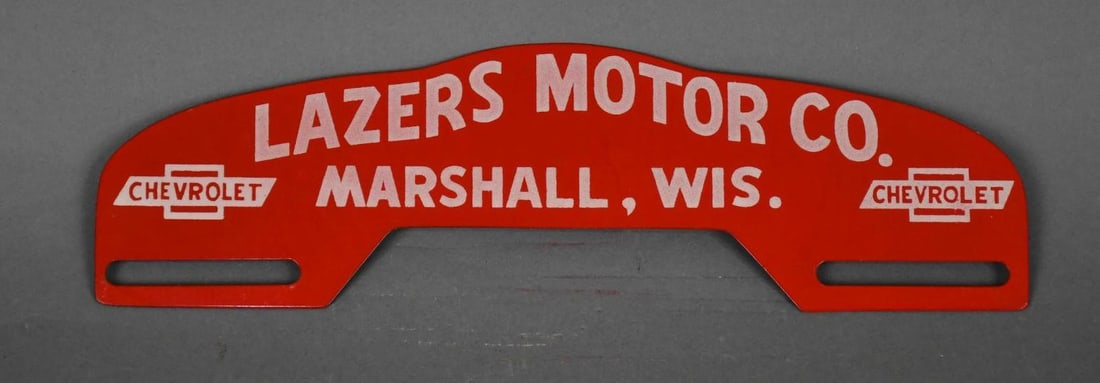 LAZERS MOTOR CO.
CHEVROLET
MARSHALL, WIS.
CHEVROLET